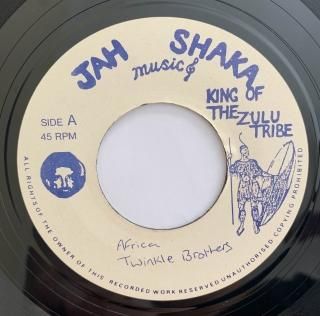 JAH SHAKA
music
KING OF
THE ZULU
TRIBE
SIDE A
45 RPM
Africa
Twinkle Brothers
ALL RIGHTS OF THE OWNER OF THIS RECORDED WORK RESERVED UNAUTHORISED COPYING PROHIBITED